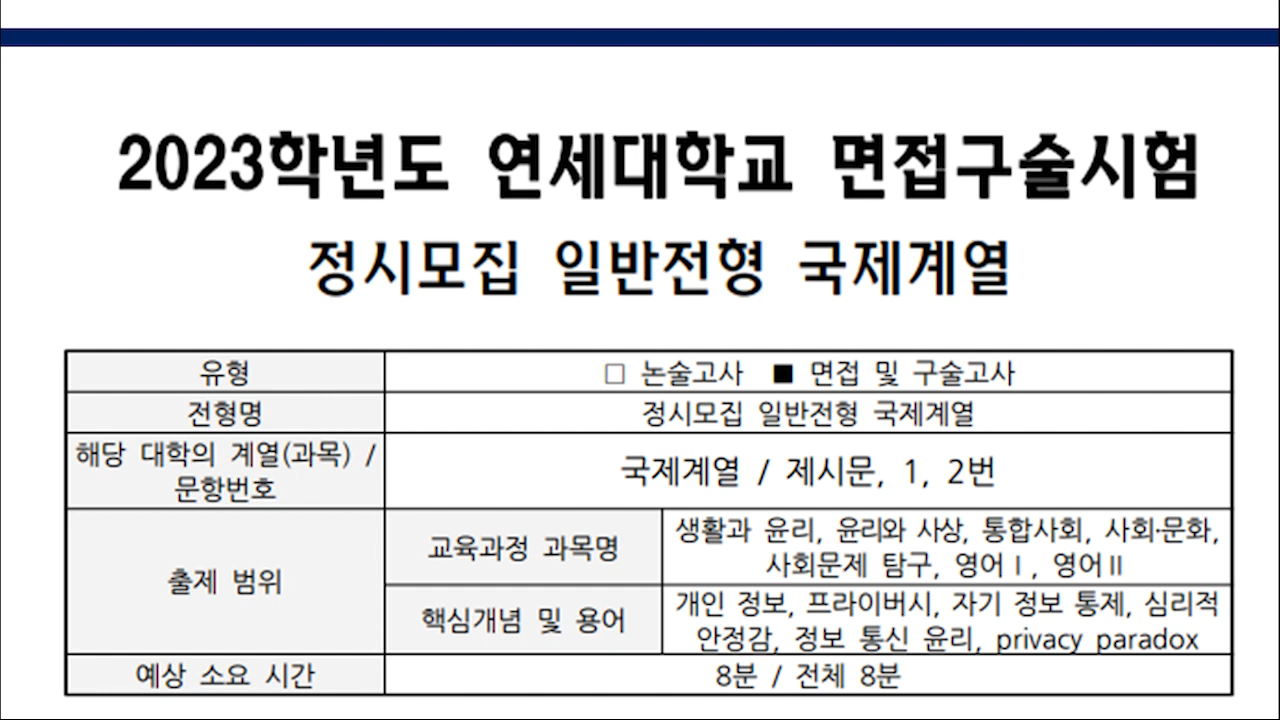 2023학년도 연세대학교 면접구술시험
정시모집 일반전형 국제계열
유형
□ 논술고사 ■ 면접 및 구술고사
전형명
정시모집 일반전형 국제계열
해당 대학의 계열(과목) /
문항번호
국제계열 / 제시문, 1, 2번
출제 범위
교육과정 과목명
생활과 윤리, 윤리와 사상, 통합사회, 사회·문화,
사회문제 탐구, 영어Ⅰ, 영어Ⅱ
핵심개념 및 용어
개인 정보, 프라이버시, 자기 정보 통제, 심리적
안정감, 정보 통신 윤리, privacy paradox
예상 소요 시간
8분 / 전체 8분